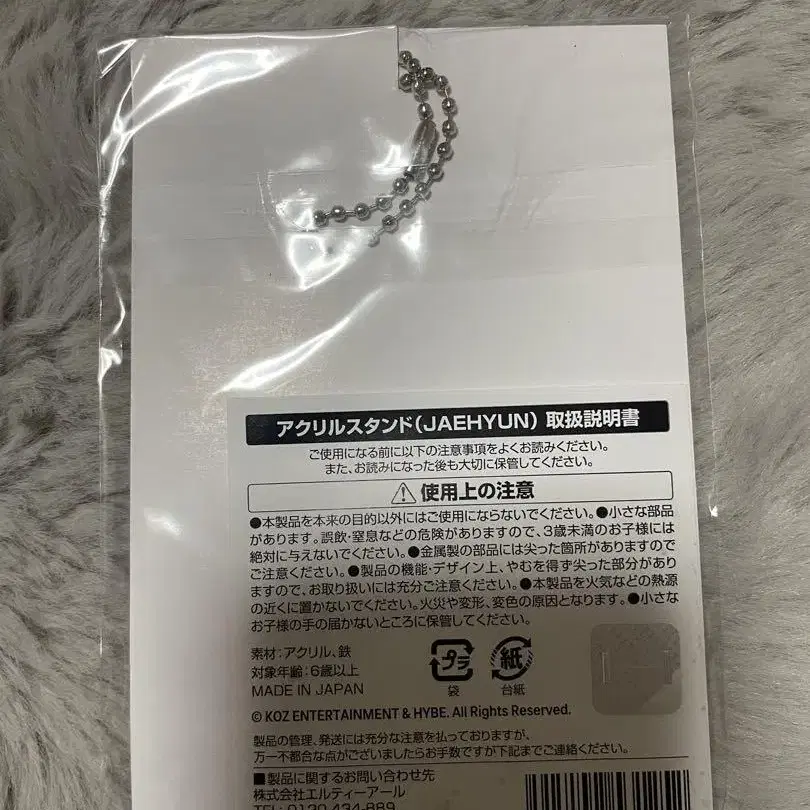 アクリルスタンド(JAEHYUN) 取扱説明書
ご使用になる前に以下の注意事項をよくお読みください。
また、お読みになった後も大切に保管してください。
使用上の注意
●本製品を本来の目的以外にはご使用にならないでください。●小さな部品
があります。誤飲・窒息などの危険がありますので、3歳未満のお子様には
絶対に与えないでください。●金属製の部品には尖った箇所がありますので
ご注意ください。●製品の機能・デザイン上、やむを得ず尖った部分があり
ますので、お取り扱いには充分ご注意ください。●本製品を火気などの熱源
の近くに置かないでください。火災や変形、変色の原因となります。●小さな
お子様の手の届かないところに保管してください。
素材:アクリル、鉄
対象年齢:6歳以上
MADE IN JAPAN
プラ
袋
紙
台紙
© KOZ ENTERTAINMENT & HYBE. All Rights Reserved.
製品の管理、発送には充分な注意を払っておりますが、
万一不都合な点がございましたらお手数ですが下記までご連絡ください。
■製品に関するお問い合わせ先
株式会社エルティーアール
TEL:0120-434-889